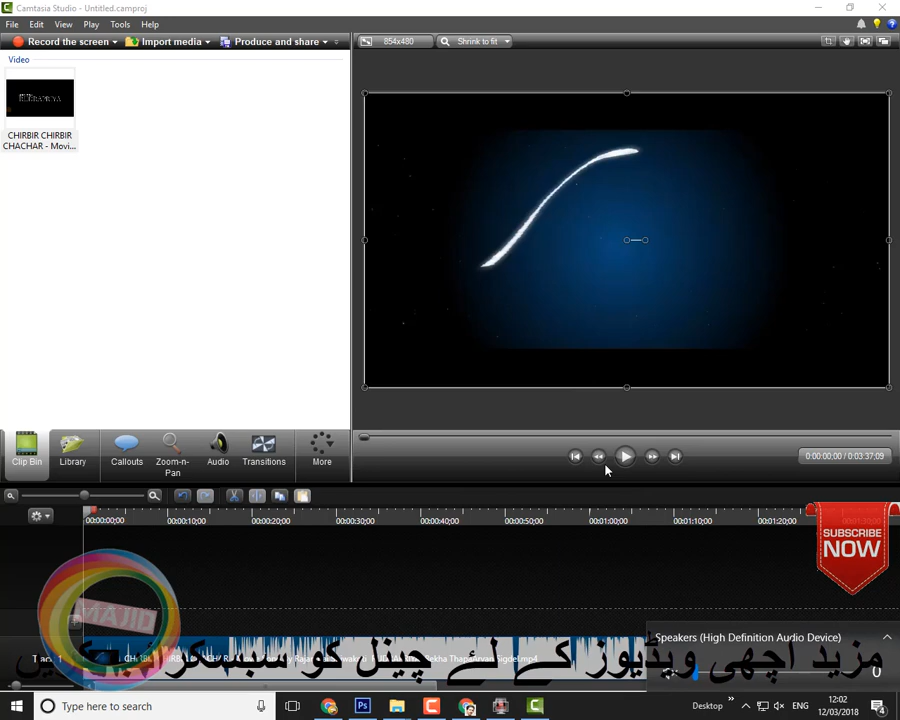 Camtasia Studio - Untitled.camproj
File Edit View Play Tools
Record the screen Import media Produce and share
854x480 Shrink to fit
Video
CHIRBIR CHIRBIR
CHACHAR - Movi...
Clip Bin Library Callouts Zoom-n-Pan Audio Transitions More
0:00:00;00 / 0:03:37;09
00:00:00;00 00:00:10;00 00:00:20;00 00:00:30;00 00:00:40;00 00:00:50;00 00:01:00;00 00:01:10;00 00:01:20;00
SUBSCRIBE
NOW
MAJID
Speakers (High Definition Audio Device)
مزید اچھی ویڈیوز کے لئے چینل کو سبسکرائب کریں
0
Type here to search
Desktop
ENG
12:02
12/03/2018
4